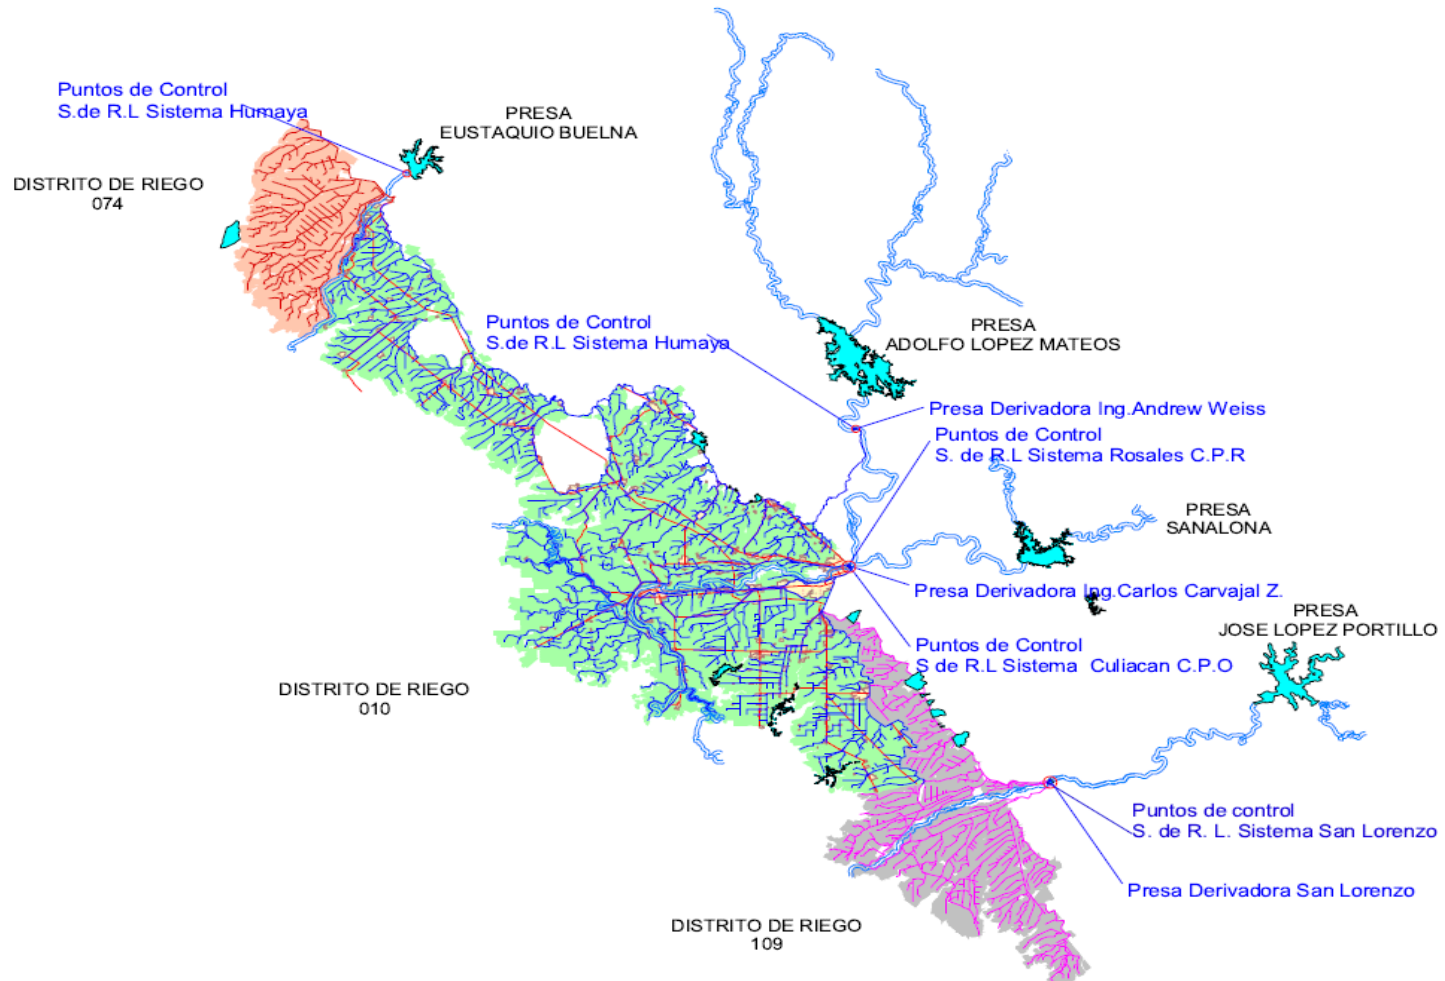 Puntos de Control
S.de R.L Sistema Humaya
PRESA
EUSTAQUIO BUELNA
DISTRITO DE RIEGO
074
Puntos de Control
S.de R.L Sistema Humaya
PRESA
ADOLFO LOPEZ MATEOS
Presa Derivadora Ing.Andrew Weiss
Puntos de Control
S. de R.L Sistema Rosales C.P.R
PRESA
SANALONA
Presa Derivadora Ing.Carlos Carvajal Z.
PRESA
JOSE LOPEZ PORTILLO
Puntos de Control
S de R.L Sistema Culiacan C.P.O
DISTRITO DE RIEGO
010
Puntos de control
S. de R. L. Sistema San Lorenzo
Presa Derivadora San Lorenzo
DISTRITO DE RIEGO
109